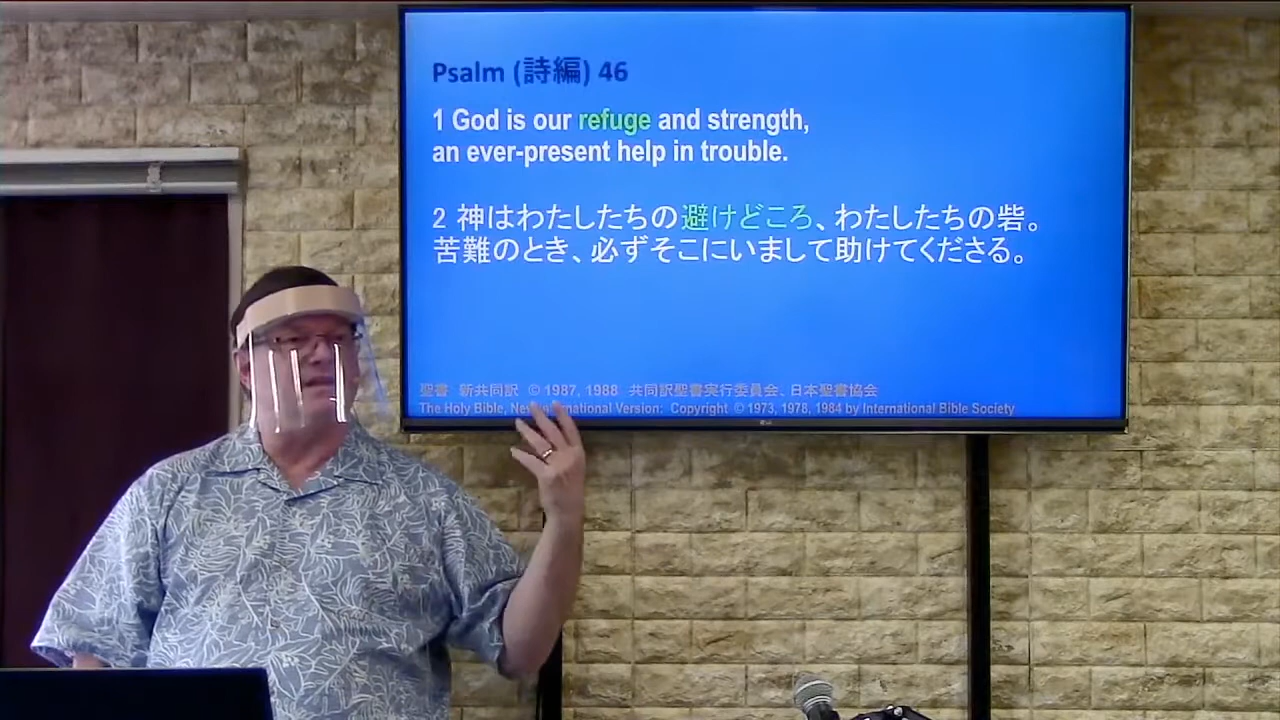 Psalm (詩編) 46
1 God is our refuge and strength,
an ever-present help in trouble.
2 神はわたしたちの避けどころ、わたしたちの砦。
苦難のとき、必ずそこにいまして助けてくださる。
聖書 新共同訳 © 1987, 1988 共同訳聖書実行委員会、日本聖書協会
The Holy Bible, New International Version: Copyright © 1973, 1978, 1984 by International Bible Society